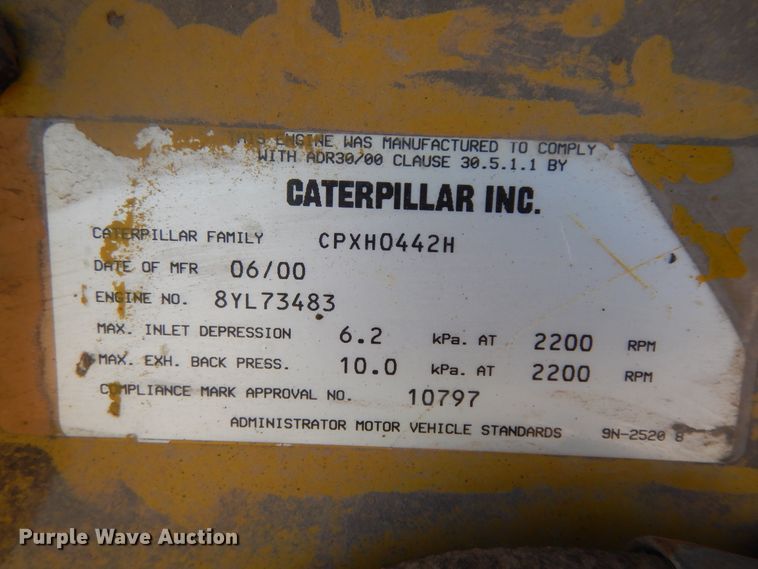 THIS ENGINE WAS MANUFACTURED TO COMPLY
WITH ADR30/00 CLAUSE 30.5.1.1 BY
CATERPILLAR INC.
CATERPILLAR FAMILY CPXH0442H
DATE OF MFR 06/00
ENGINE NO. 8YL73483
MAX. INLET DEPRESSION 6.2 kPa. AT 2200 RPM
MAX. EXH. BACK PRESS. 10.0 kPa. AT 2200 RPM
COMPLIANCE MARK APPROVAL NO. 10797
ADMINISTRATOR MOTOR VEHICLE STANDARDS 9N-2520 8
Purple Wave Auction